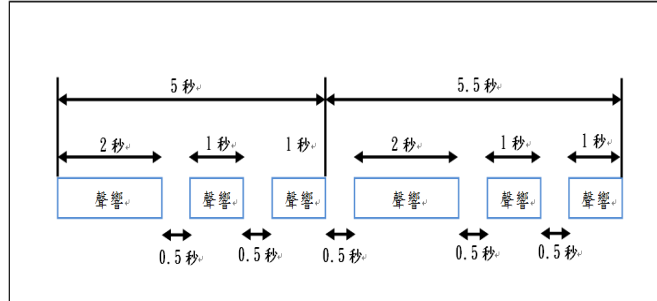 5 秒 5.5 秒
2 秒 1 秒 1 秒 2 秒 1 秒 1 秒
聲響 聲響 聲響 聲響 聲響 聲響
0.5 秒 0.5 秒 0.5 秒 0.5 秒 0.5 秒